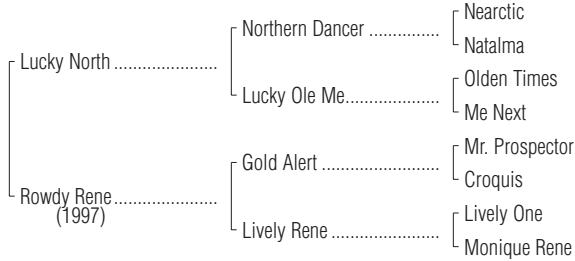 Nearctic
Northern Dancer ...............
Natalma
Lucky North ......................
Olden Times
Lucky Ole Me....................
Me Next
Mr. Prospector
Gold Alert .........................
Croquis
Rowdy Rene......................
(1997)
Lively One
Lively Rene .......................
Monique Rene